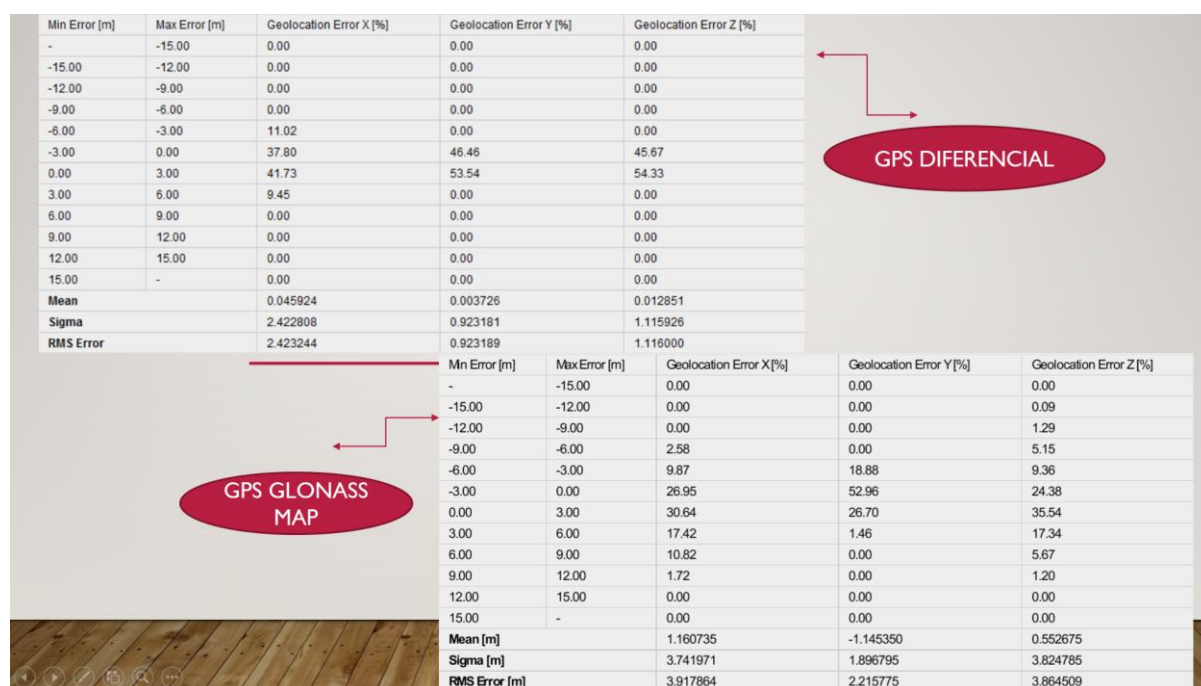 Min Error [m] Max Error [m] Geolocation Error X [%] Geolocation Error Y [%] Geolocation Error Z [%]
- -15.00 0.00 0.00 0.00
-15.00 -12.00 0.00 0.00 0.00
-12.00 -9.00 0.00 0.00 0.00
-9.00 -6.00 0.00 0.00 0.00
-6.00 -3.00 11.02 0.00 0.00
-3.00 0.00 37.80 46.46 45.67
0.00 3.00 41.73 53.54 54.33
3.00 6.00 9.45 0.00 0.00
6.00 9.00 0.00 0.00 0.00
9.00 12.00 0.00 0.00 0.00
12.00 15.00 0.00 0.00 0.00
15.00 - 0.00 0.00 0.00
Mean 0.045924 0.003726 0.012851
Sigma 2.422808 0.923181 1.115926
RMS Error 2.423244 0.923189 1.116000
GPS DIFERENCIAL
Min Error [m] Max Error [m] Geolocation Error X [%] Geolocation Error Y [%] Geolocation Error Z [%]
- -15.00 0.00 0.00 0.00
-15.00 -12.00 0.00 0.00 0.09
-12.00 -9.00 0.00 0.00 1.29
-9.00 -6.00 2.58 0.00 5.15
-6.00 -3.00 9.87 18.88 9.36
-3.00 0.00 26.95 52.96 24.38
0.00 3.00 30.64 26.70 35.54
3.00 6.00 17.42 1.46 17.34
6.00 9.00 10.82 0.00 5.67
9.00 12.00 1.72 0.00 1.20
12.00 15.00 0.00 0.00 0.00
15.00 - 0.00 0.00 0.00
Mean [m] 1.160735 -1.145350 0.552675
Sigma [m] 3.741971 1.896795 3.824785
RMS Error [m] 3.917864 2.215775 3.864509
GPS GLONASS
MAP